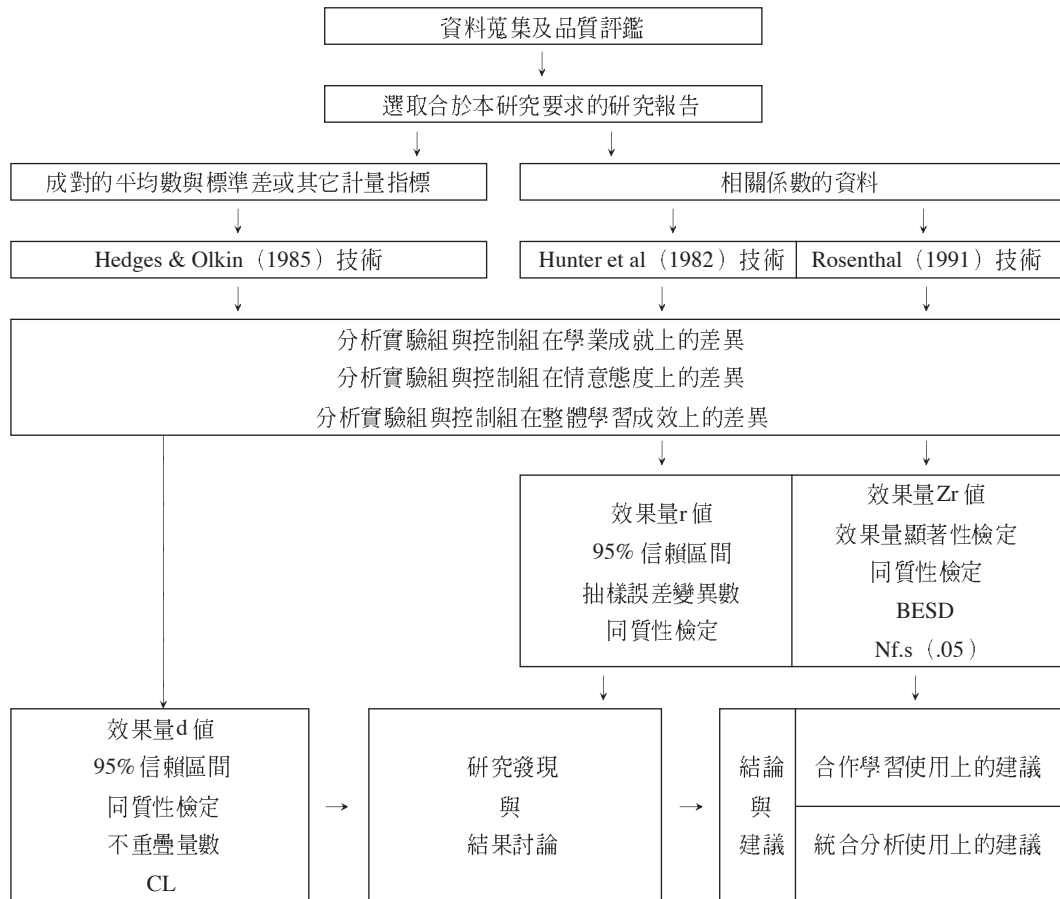 資料蒐集及品質評鑑
選取合於本研究要求的研究報告
成對的平均數與標準差或其它計量指標
相關係數的資料
Hedges & Olkin（1985）技術
Hunter et al（1982）技術
Rosenthal（1991）技術
分析實驗組與控制組在學業成就上的差異
分析實驗組與控制組在情意態度上的差異
分析實驗組與控制組在整體學習成效上的差異
效果量r 值
95% 信賴區間
抽樣誤差變異數
同質性檢定
效果量Zr 值
效果量顯著性檢定
同質性檢定
BESD
Nf.s（.05）
效果量d 值
95% 信賴區間
同質性檢定
不重疊量數
CL
研究發現
與
結果討論
結論
與
建議
合作學習使用上的建議
統合分析使用上的建議